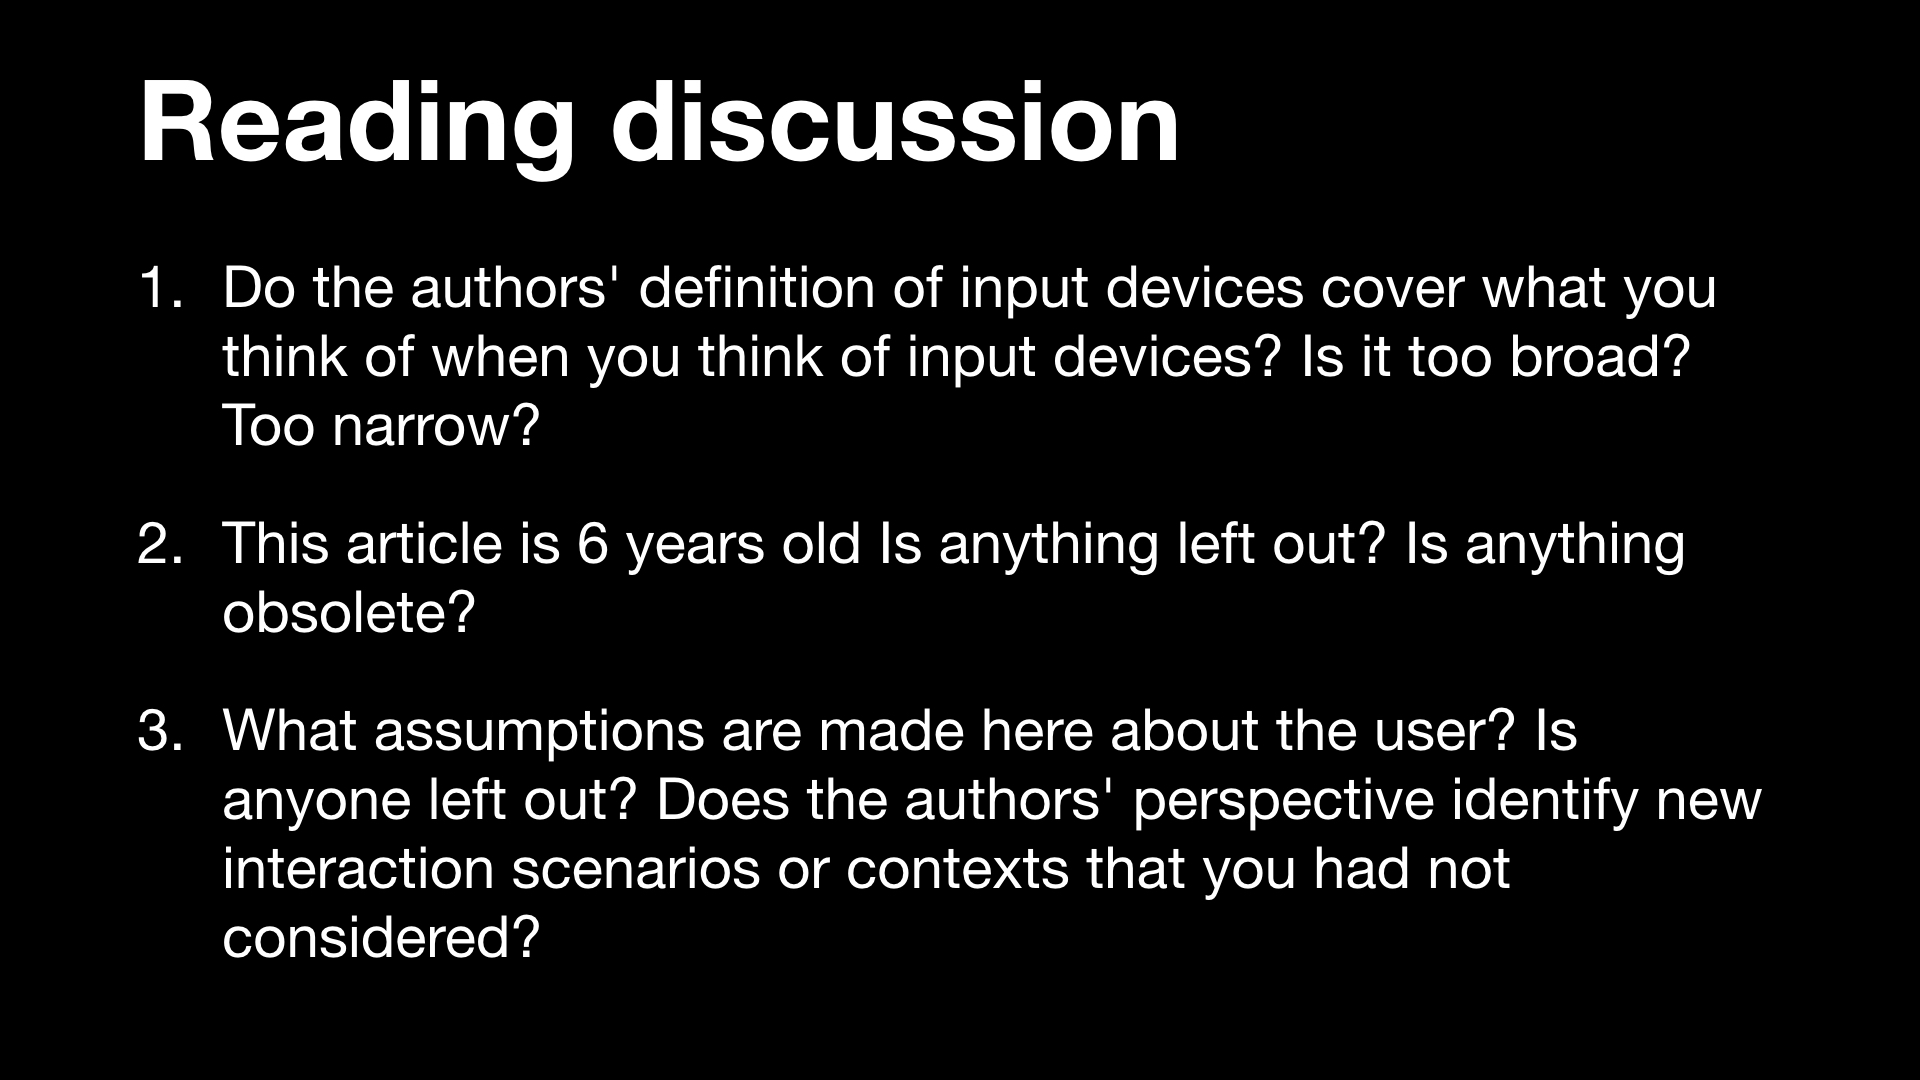 Reading discussion
1. Do the authors' definition of input devices cover what you
think of when you think of input devices? Is it too broad?
Too narrow?
2. This article is 6 years old Is anything left out? Is anything
obsolete?
3. What assumptions are made here about the user? Is
anyone left out? Does the authors' perspective identify new
interaction scenarios or contexts that you had not
considered?